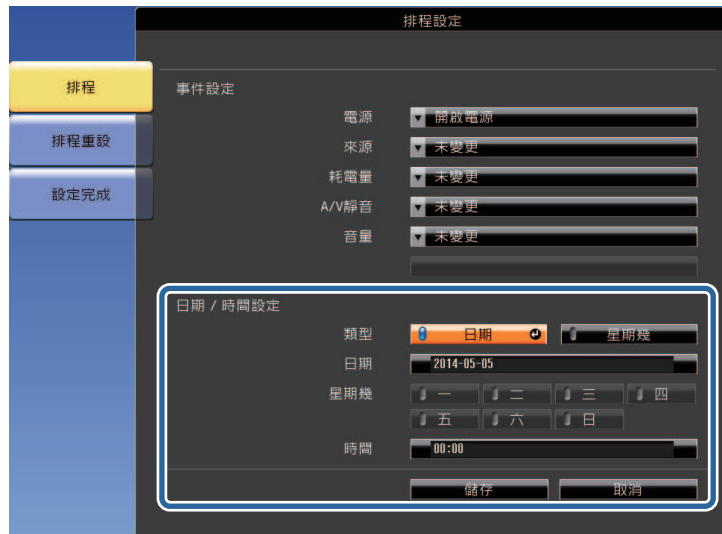 排程設定
排程
排程重設
設定完成
事件設定
電源 開啟電源
來源 未變更
耗電量 未變更
A/V靜音 未變更
音量 未變更
日期 / 時間設定
類型 日期 星期幾
日期 2014-05-05
星期幾 一 二 三 四
五 六 日
時間 00:00
儲存 取消